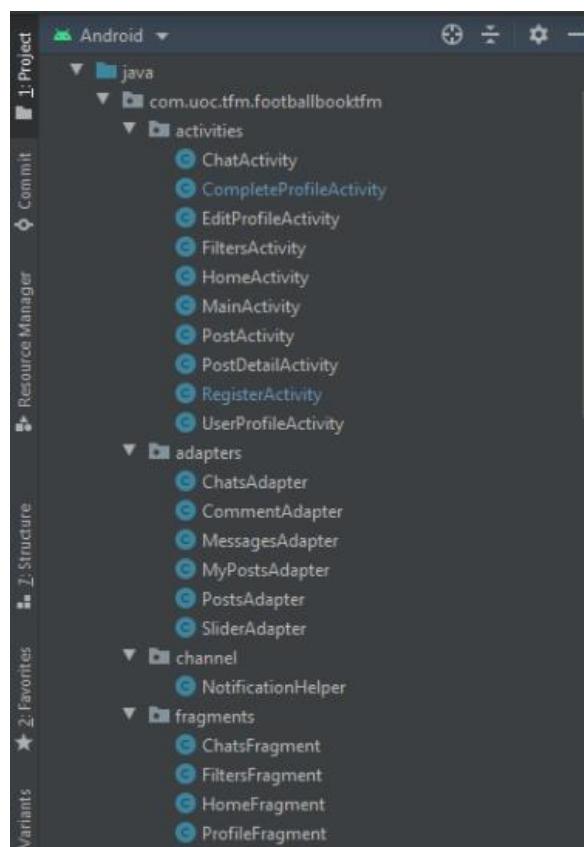 Android
java
com.uoc.tfm.footballbooktfm
activities
ChatActivity
CompleteProfileActivity
EditProfileActivity
FiltersActivity
HomeActivity
MainActivity
PostActivity
PostDetailActivity
RegisterActivity
UserProfileActivity
adapters
ChatsAdapter
CommentAdapter
MessagesAdapter
MyPostsAdapter
PostsAdapter
SliderAdapter
channel
NotificationHelper
fragments
ChatsFragment
FiltersFragment
HomeFragment
ProfileFragment
1: Project
Commit
Resource Manager
7: Structure
2: Favorites
Variants